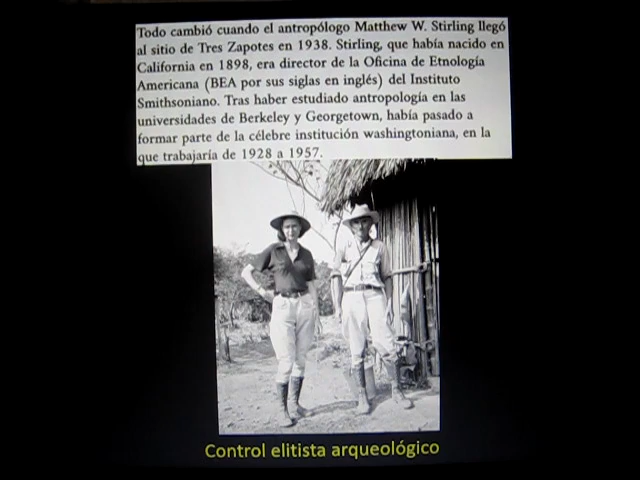 Todo cambió cuando el antropólogo Matthew W. Stirling llegó
al sitio de Tres Zapotes en 1938. Stirling, que había nacido en
California en 1898, era director de la Oficina de Etnología
Americana (BEA por sus siglas en inglés) del Instituto
Smithsoniano. Tras haber estudiado antropología en las
universidades de Berkeley y Georgetown, había pasado a
formar parte de la célebre institución washingtoniana, en la
que trabajaría de 1928 a 1957.
Control elitista arqueológico